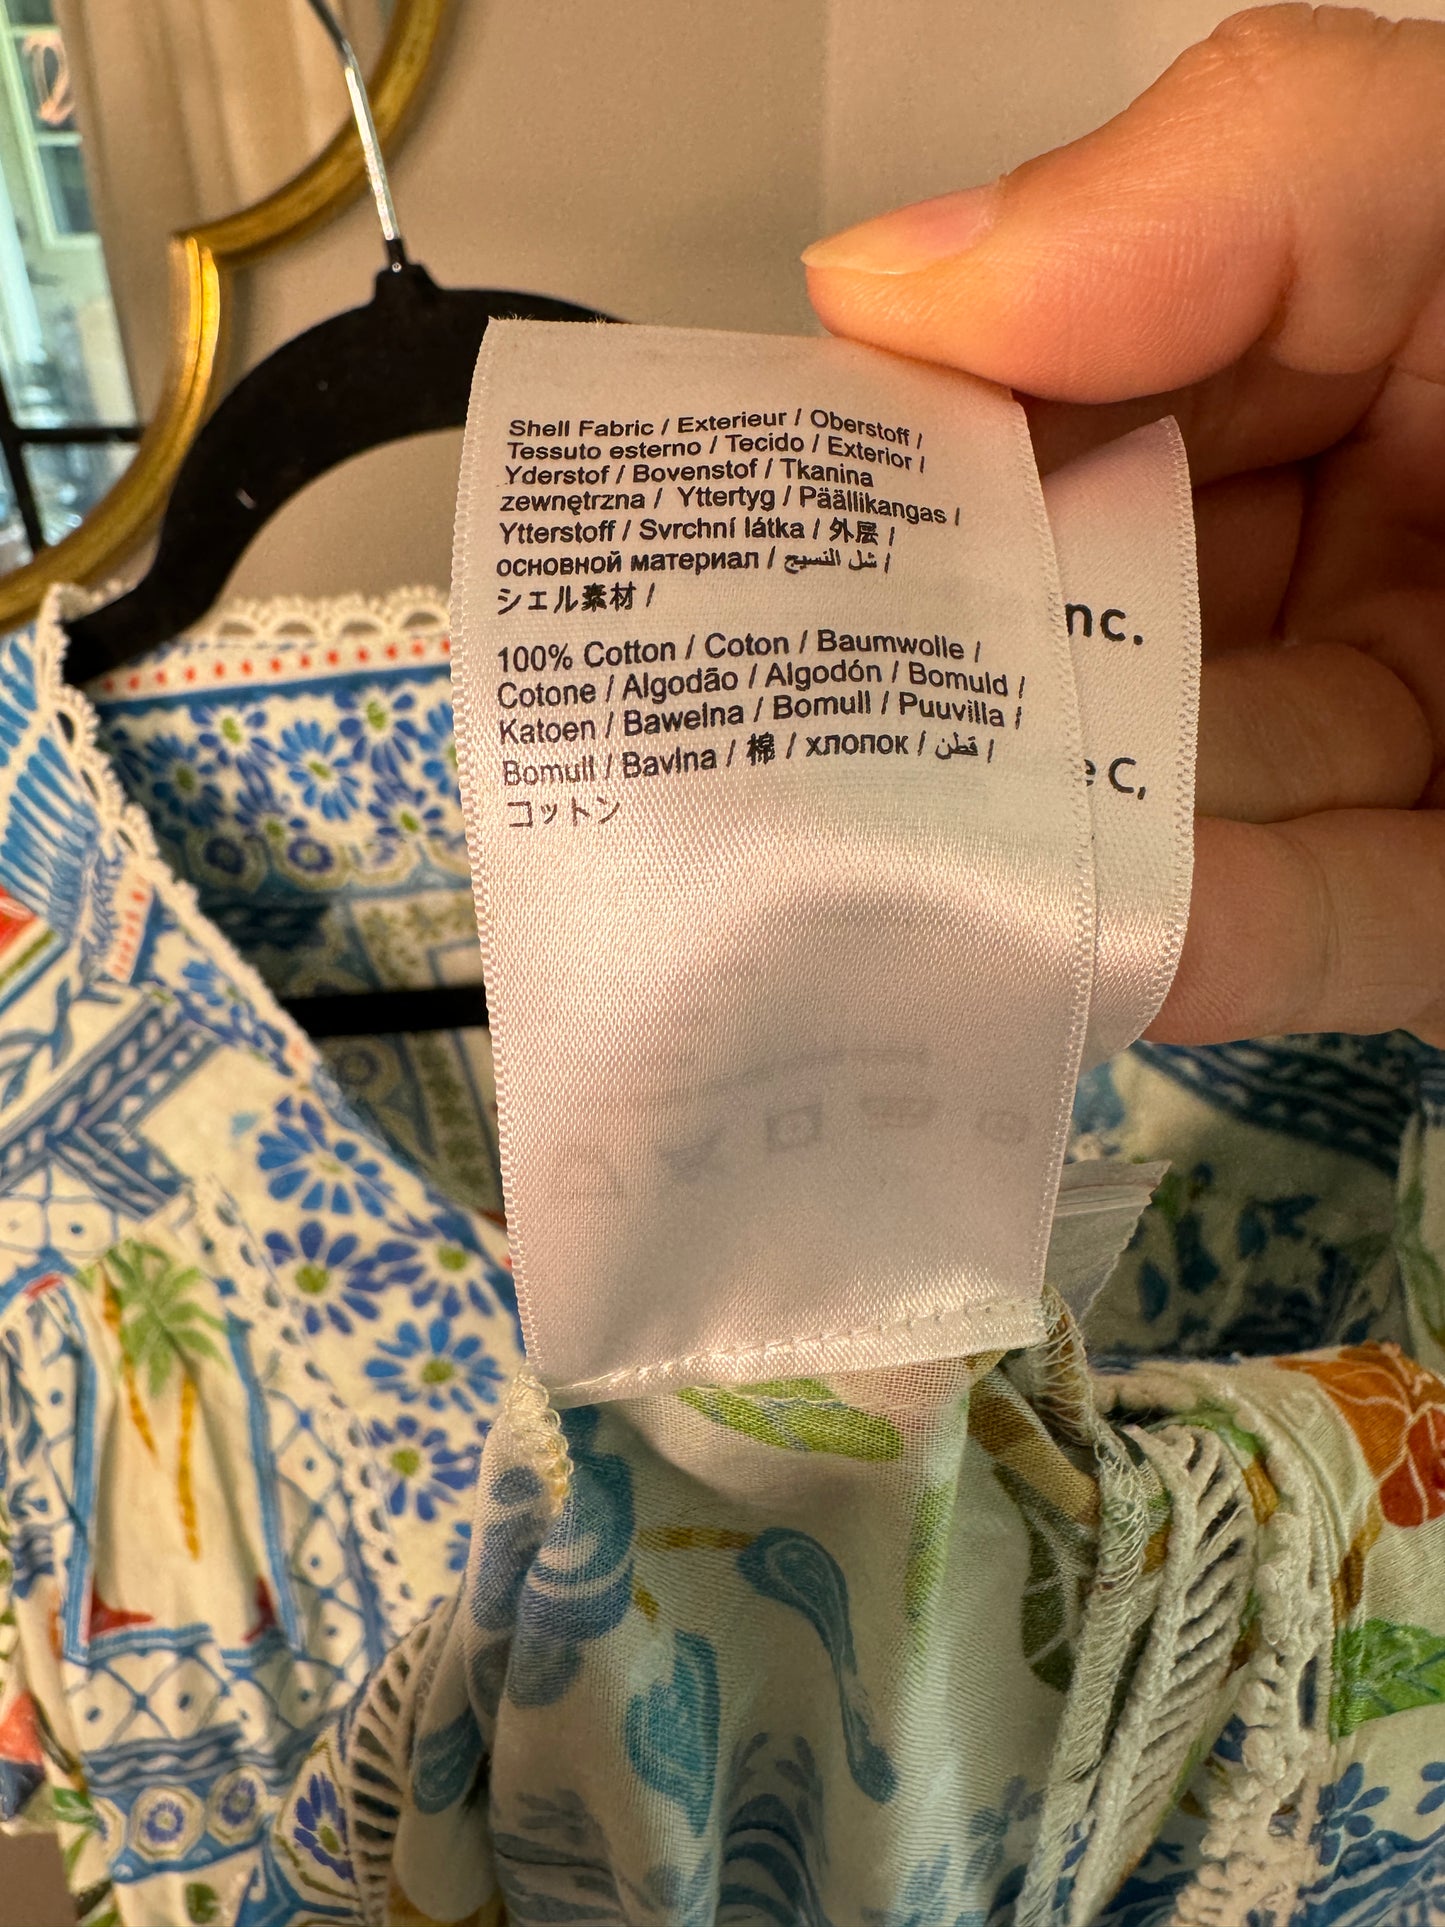 Shell Fabric / Exterieur / Oberstoff /
Tessuto esterno / Tecido / Exterior /
Yderstof / Bovenstof / Tkanina
zewnętrzna / Yttertyg / Päällikangas /
Ytterstoff / Svrchní látka / 外层 /
основной материал / شل النسيج /
シェル素材 /
100% Cotton / Coton / Baumwolle /
Cotone / Algodão / Algodón / Bomuld /
Katoen / Bawelna / Bomull / Puuvilla /
Bomull / Bavlna / 棉 / хлопок / قطن /
コットン
nc.
e C,